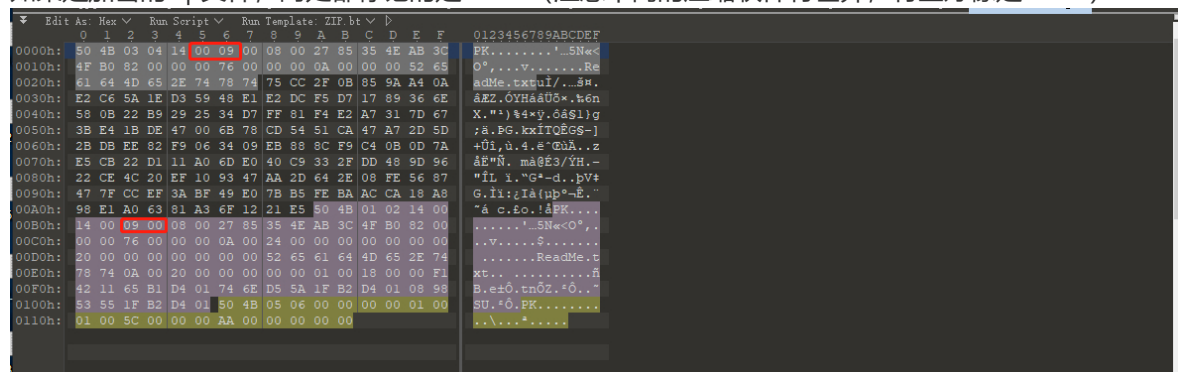 Edit As: Hex Run Script Run Template: ZIP.bt
0 1 2 3 4 5 6 7 8 9 A B C D E F 0123456789ABCDEF
0000h: 50 4B 03 04 14 00 09 00 08 00 27 85 35 4E AB 3C PK........'…5N«<
0010h: 4F B0 82 00 00 00 76 00 00 00 0A 00 00 00 52 65 O°‚...v.......Re
0020h: 61 64 4D 65 2E 74 78 74 75 CC 2F 0B 85 9A A4 0A adMe.txtuÌ/.…š¤.
0030h: E2 C6 5A 1E D3 59 48 E1 E2 DC F5 D7 17 89 36 6E âÆZ.ÓYHáâÜõ×.‰6n
0040h: 58 0B 22 B9 29 25 34 D7 FF 81 F4 E2 A7 31 7D 67 X."¹)%4×ÿ.ôâ§1}g
0050h: 3B E4 1B DE 47 00 6B 78 CD 54 51 CA 47 A7 2D 5D ;ä.ÞG.kxÍTQÊG§-]
0060h: 2B DB EE 82 F9 06 34 09 EB 88 8C F9 C4 0B 0D 7A +Ûî‚ù.4.ëˆŒùÄ..z
0070h: E5 CB 22 D1 11 A0 6D E0 40 C9 33 2F DD 48 9D 96 åË"Ñ. mà@É3/ÝH.–
0080h: 22 CE 4C 20 EF 10 93 47 AA 2D 64 2E 08 FE 56 87 "ÎL ï.“Gª-d..þV‡
0090h: 47 7F CC EF 3A BF 49 E0 7B B5 FE BA AC CA 18 A8 G.Ìï:¿Ià{µþº¬Ê.¨
00A0h: 98 E1 A0 63 81 A3 6F 12 21 E5 50 4B 01 02 14 00 ˜á c.£o.!åPK....
00B0h: 14 00 09 00 08 00 27 85 35 4E AB 3C 4F B0 82 00 ......'…5N«<O°‚.
00C0h: 00 00 76 00 00 00 0A 00 24 00 00 00 00 00 00 00 ..v.....$.......
00D0h: 20 00 00 00 00 00 00 00 52 65 61 64 4D 65 2E 74 .......ReadMe.t
00E0h: 78 74 0A 00 20 00 00 00 00 00 01 00 18 00 00 F1 xt.. ..........ñ
00F0h: 42 11 65 B1 D4 01 74 6E D5 5A 1F B2 D4 01 08 98 B.e±Ô.tnÕZ.²Ô..˜
0100h: 53 55 1F B2 D4 01 50 4B 05 06 00 00 00 00 01 00 SU.²Ô.PK........
0110h: 01 00 5C 00 00 00 AA 00 00 00 00 00 ..\...ª.....